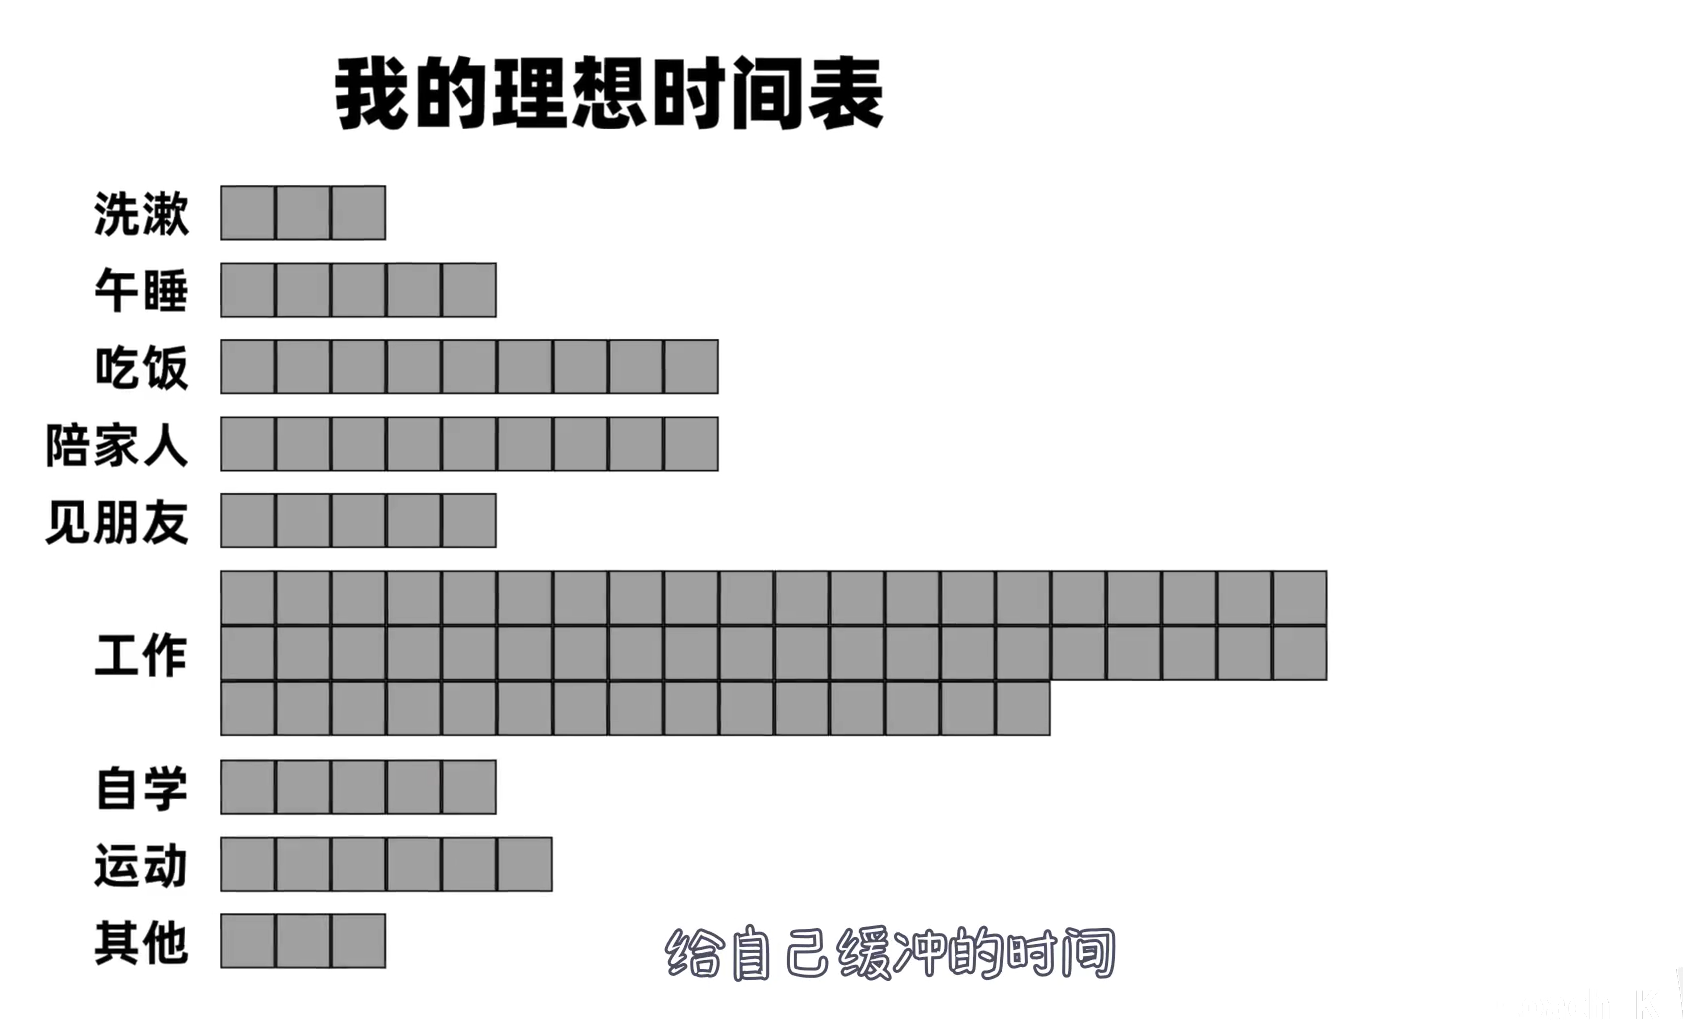 我的理想时间表
洗漱
午睡
吃饭
陪家人
见朋友
工作
自学
运动
其他
给自己缓冲的时间